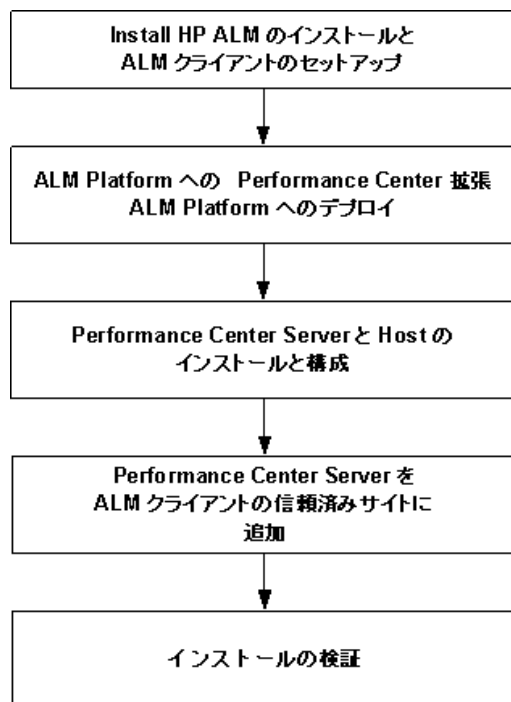 Install HP ALM のインストールと
ALM クライアントのセットアップ
ALM Platform への Performance Center 拡張
ALM Platform へのデプロイ
Performance Center Server と Host の
インストールと構成
Performance Center Server を
ALM クライアントの信頼済みサイトに
追加
インストールの検証